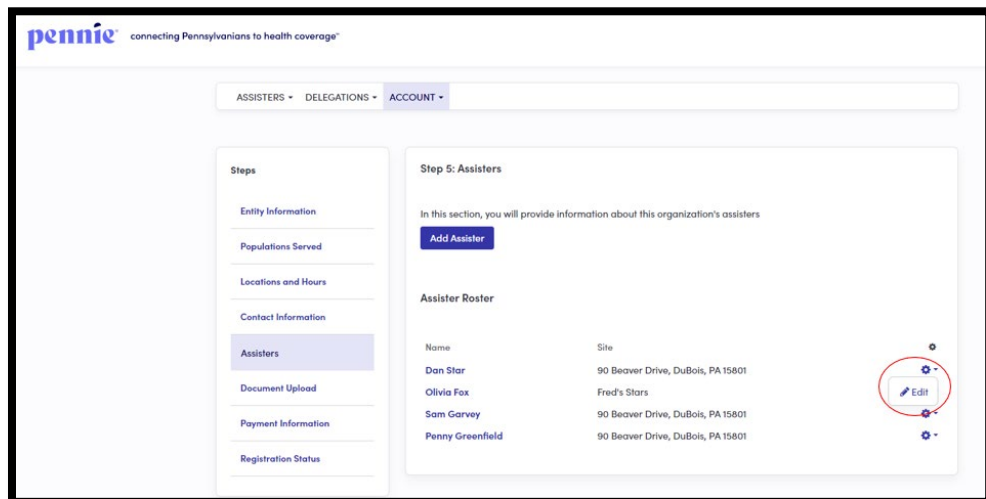 pennie® connecting Pennsylvanians to health coverage™
ASSISTERS DELEGATIONS ACCOUNT
Steps
Entity Information
Populations Served
Locations and Hours
Contact Information
Assisters
Document Upload
Payment Information
Registration Status
Step 5: Assisters
In this section, you will provide information about this organization's assisters
Add Assister
Assister Roster
Name Site
Dan Star 90 Beaver Drive, DuBois, PA 15801
Olivia Fox Fred's Stars Edit
Sam Garvey 90 Beaver Drive, DuBois, PA 15801
Penny Greenfield 90 Beaver Drive, DuBois, PA 15801